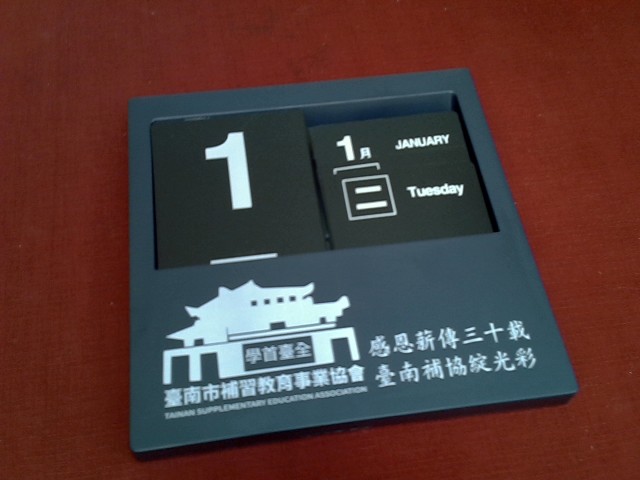 1
1月 JANUARY
二 Tuesday
全臺首學
臺南市補習教育事業協會
TAINAN SUPPLEMENTARY EDUCATION ASSOCIATION
感恩薪傳三十載
臺南補協綻光彩